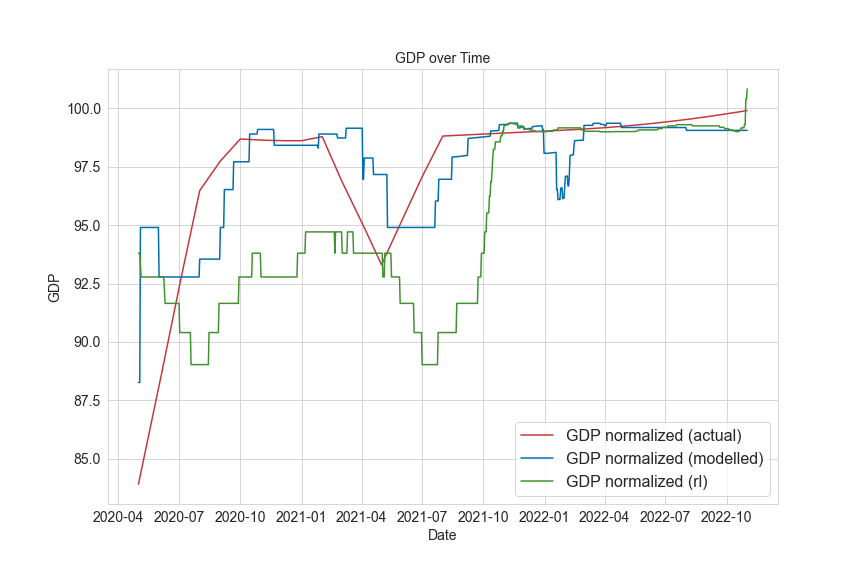 GDP over Time
GDP
100.0
97.5
95.0
92.5
90.0
87.5
85.0
GDP normalized (actual)
GDP normalized (modelled)
GDP normalized (rl)
2020-04 2020-07 2020-10 2021-01 2021-04 2021-07 2021-10 2022-01 2022-04 2022-07 2022-10
Date